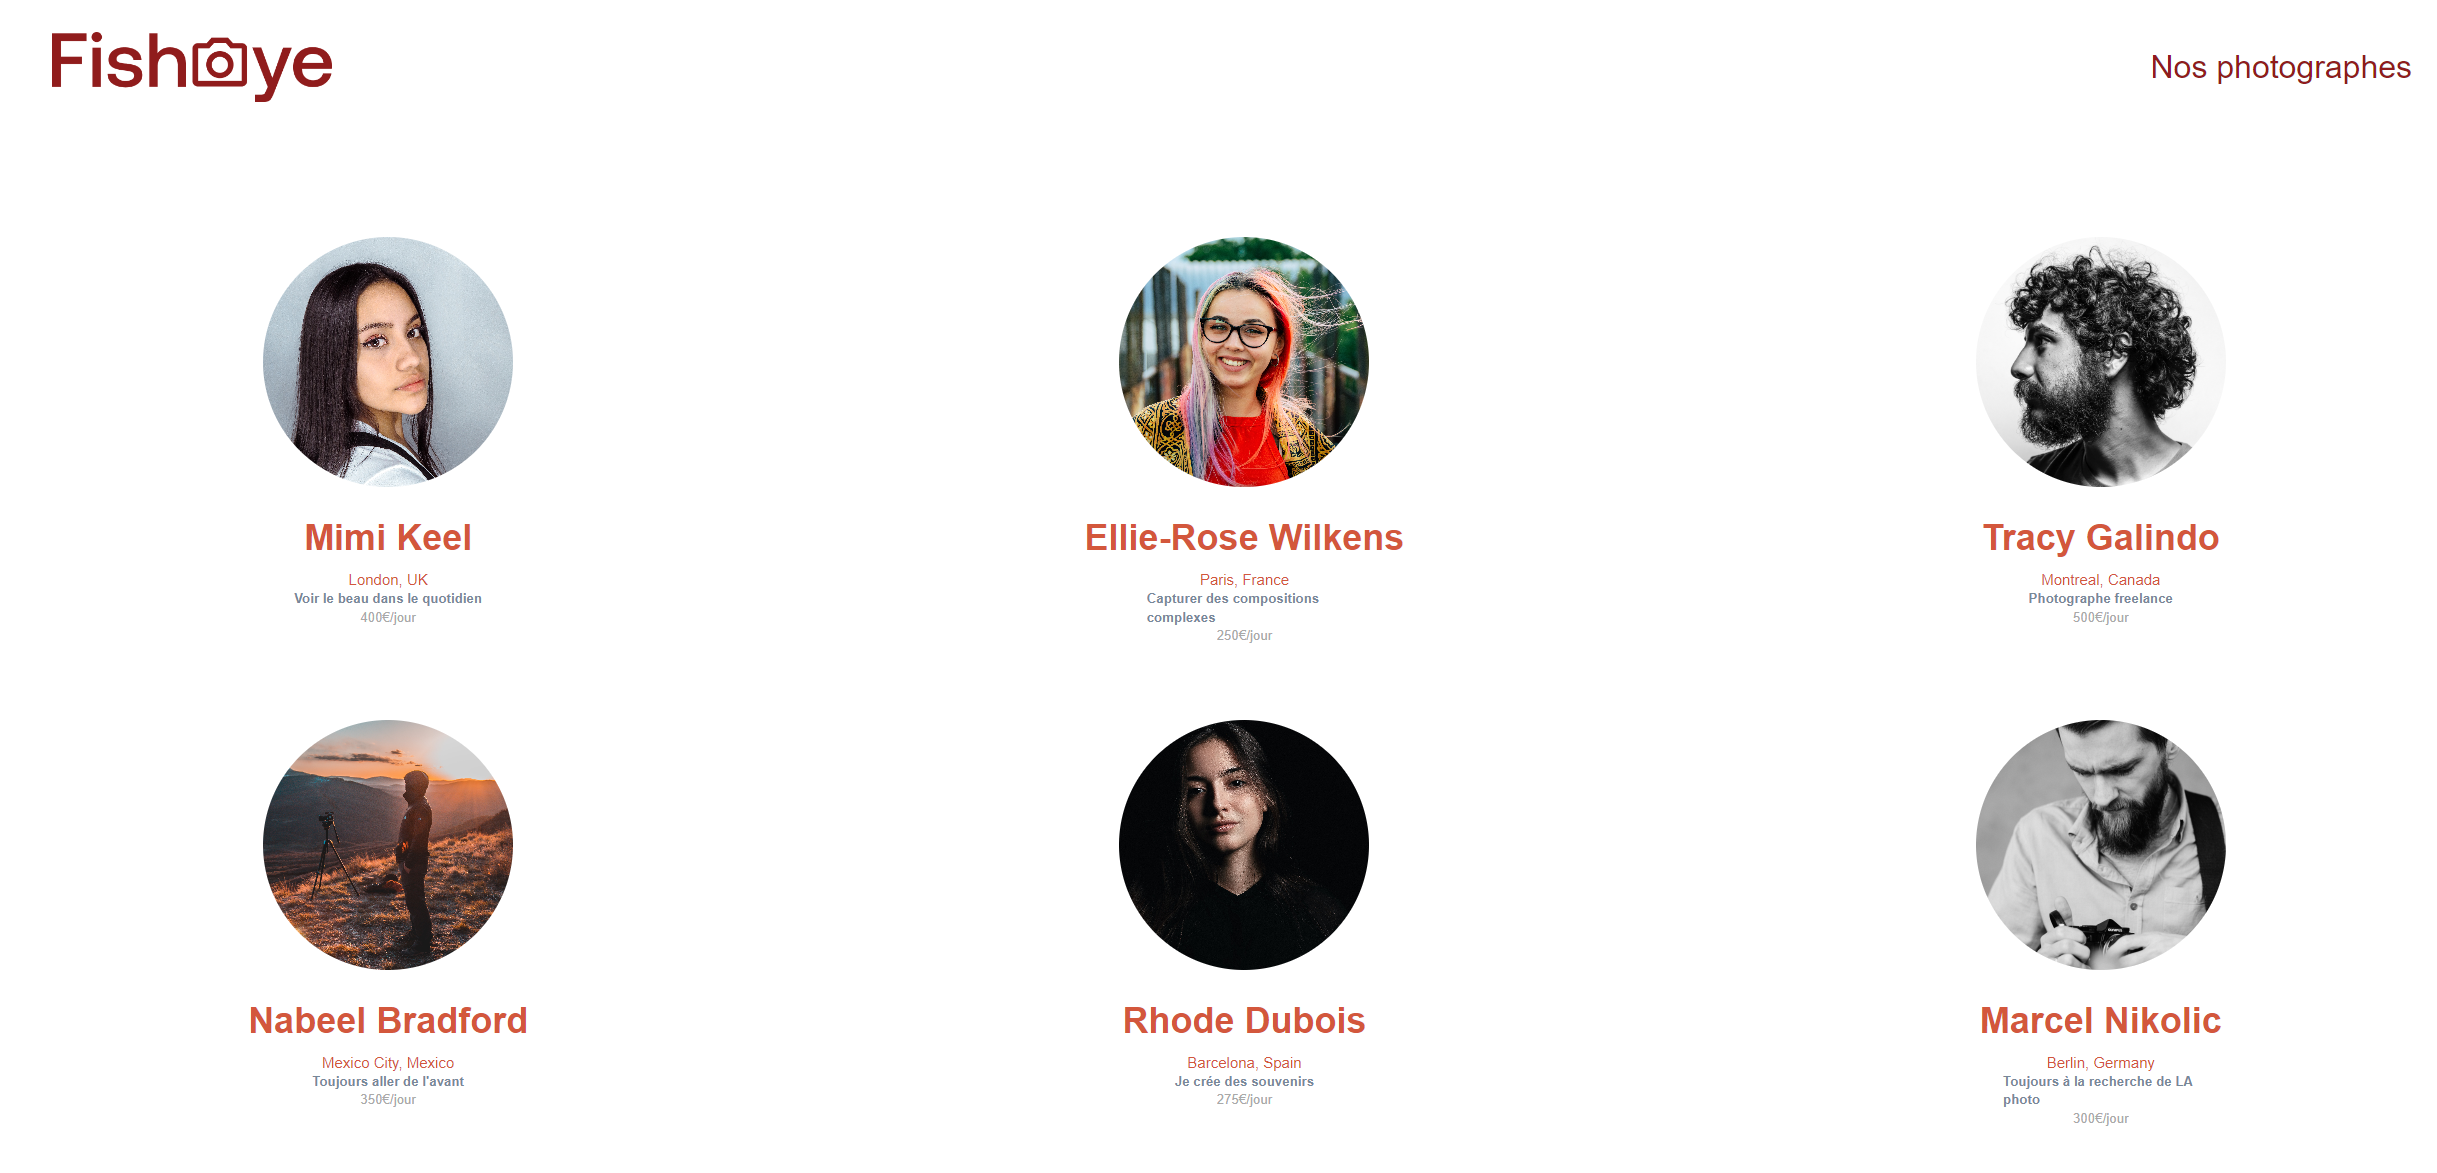 Fisheye
Nos photographes
Mimi Keel
London, UK
Voir le beau dans le quotidien
400€/jour
Ellie-Rose Wilkens
Paris, France
Capturer des compositions
complexes
250€/jour
Tracy Galindo
Montreal, Canada
Photographe freelance
500€/jour
Nabeel Bradford
Mexico City, Mexico
Toujours aller de l'avant
350€/jour
Rhode Dubois
Barcelona, Spain
Je crée des souvenirs
275€/jour
Marcel Nikolic
Berlin, Germany
Toujours à la recherche de LA
photo
300€/jour